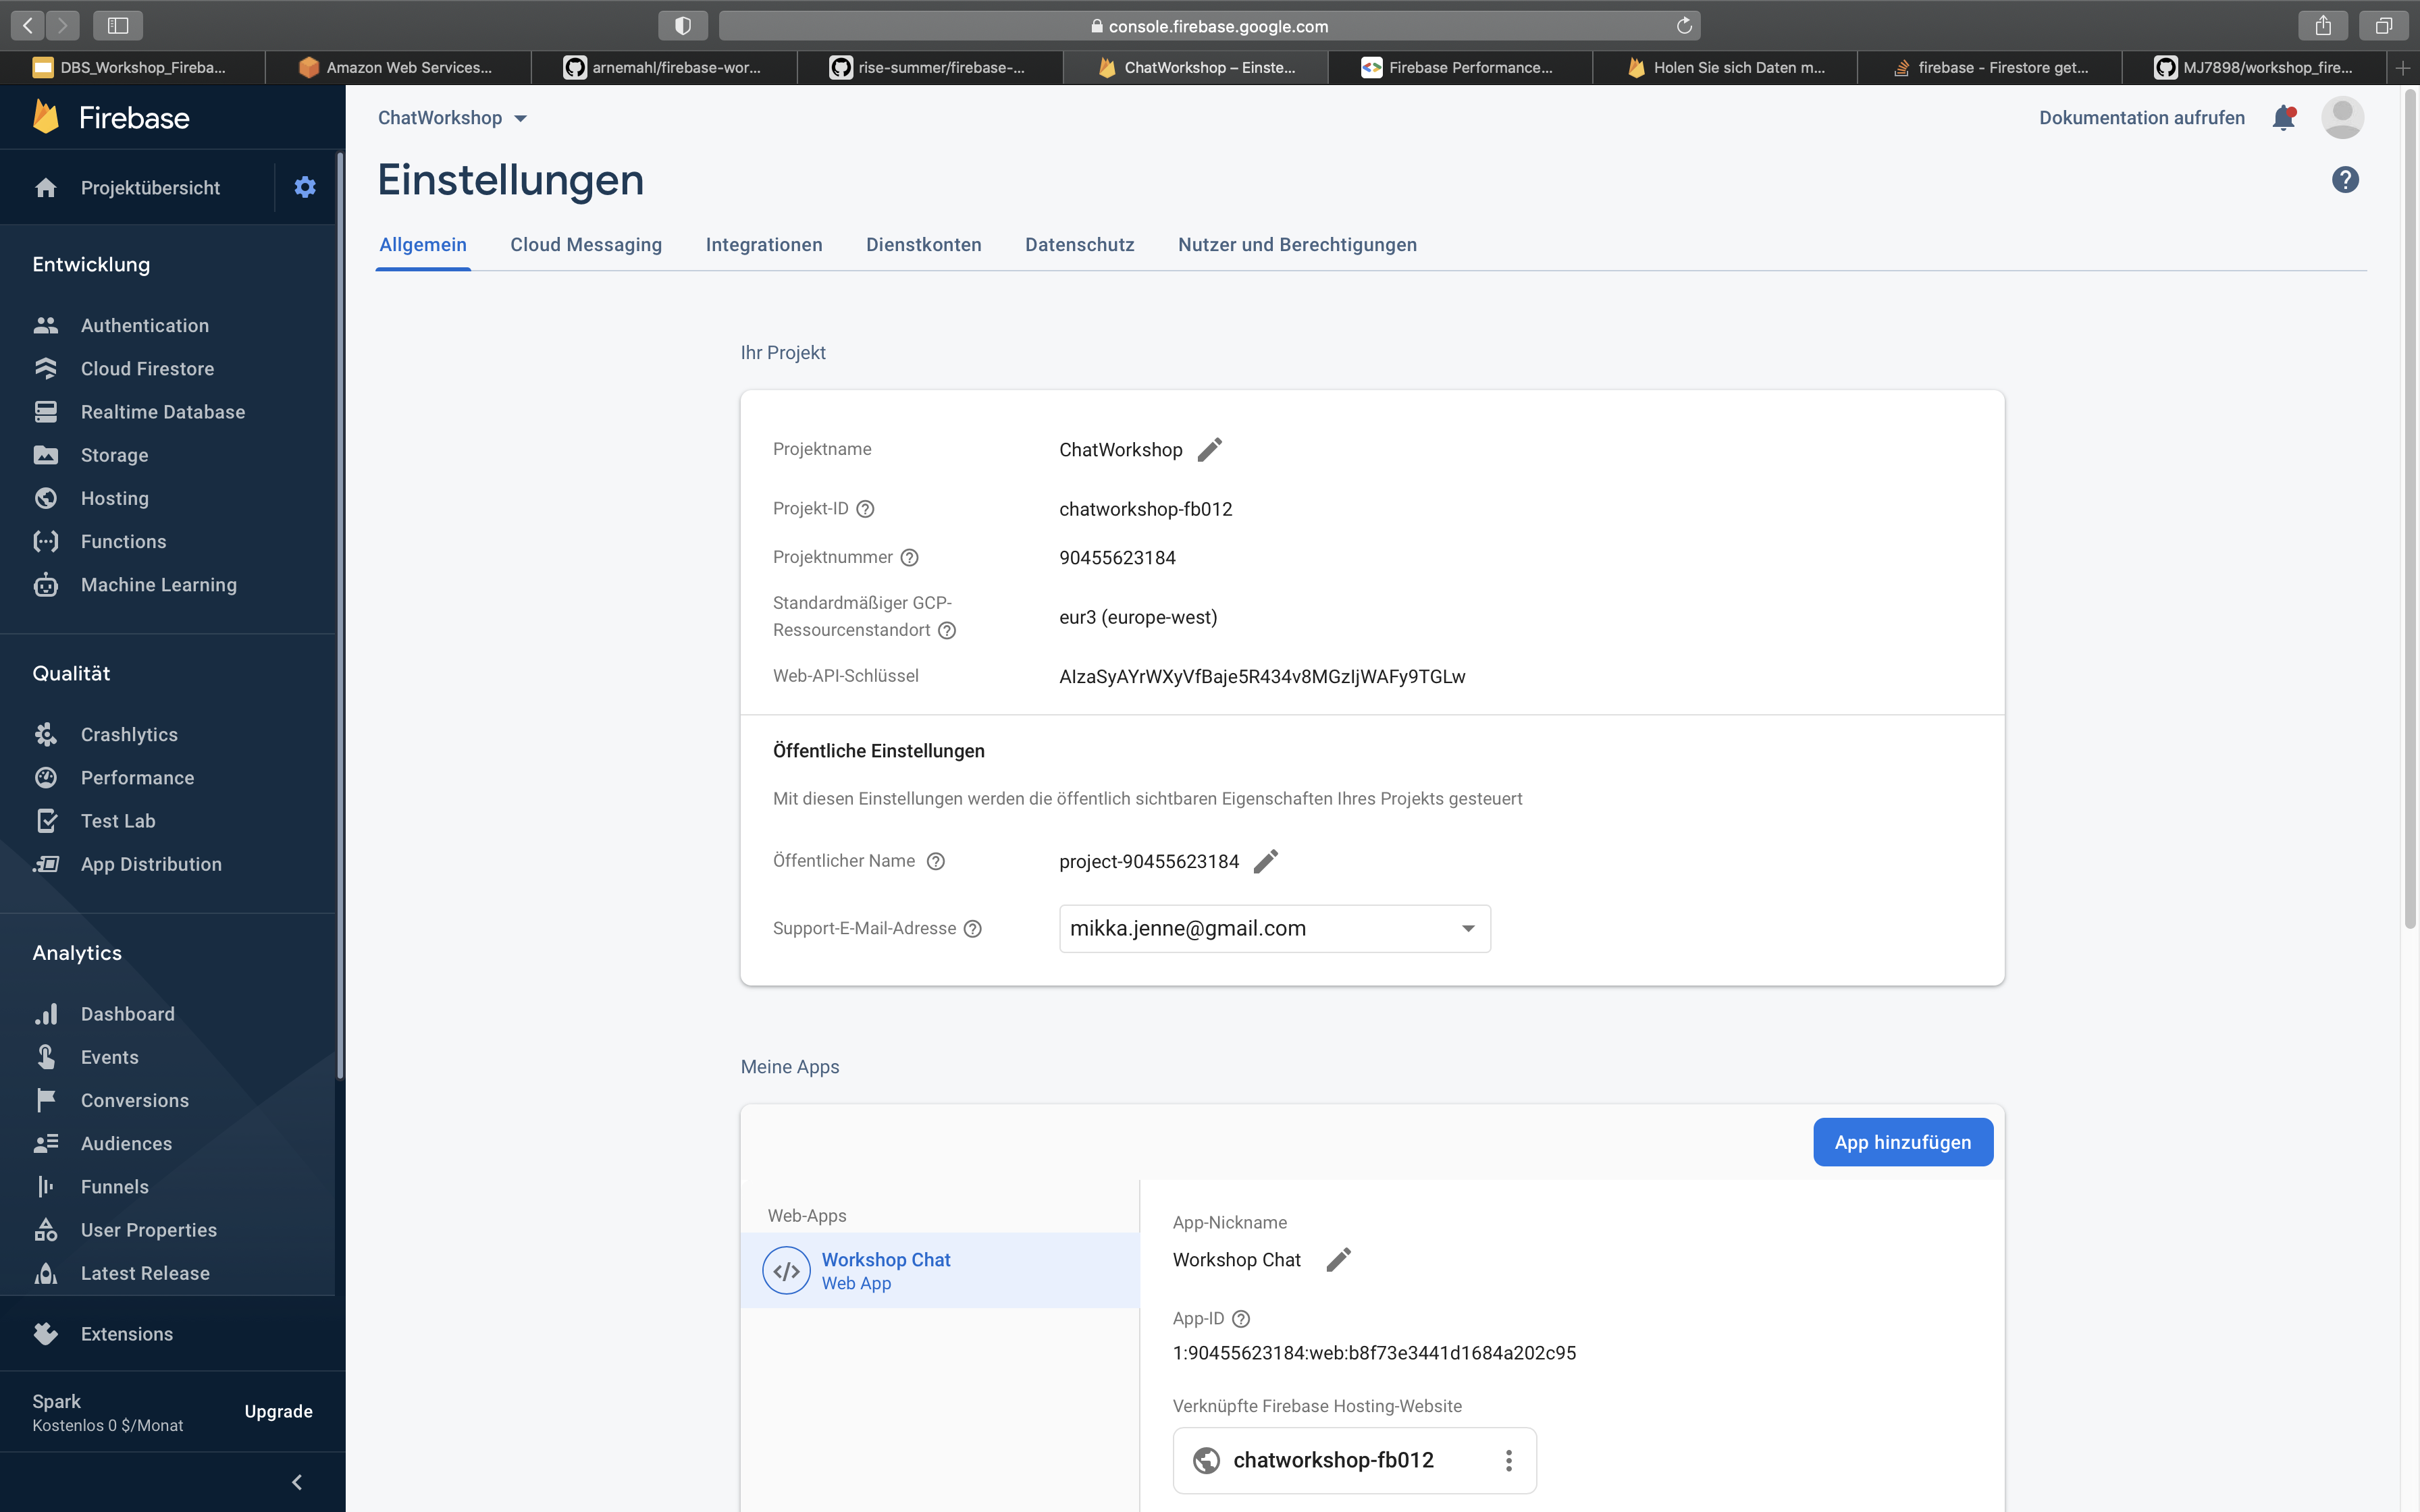 console.firebase.google.com
DBS_Workshop_Fireba...
Amazon Web Services...
arnemahl/firebase-wor...
rise-summer/firebase-...
ChatWorkshop – Einste...
Firebase Performance...
Holen Sie sich Daten m...
firebase - Firestore get...
MJ7898/workshop_fire...
Firebase
Projektübersicht
Entwicklung
Authentication
Cloud Firestore
Realtime Database
Storage
Hosting
Functions
Machine Learning
Qualität
Crashlytics
Performance
Test Lab
App Distribution
Analytics
Dashboard
Events
Conversions
Audiences
Funnels
User Properties
Latest Release
Extensions
Spark
Kostenlos 0 $/Monat
Upgrade
ChatWorkshop
Dokumentation aufrufen
Einstellungen
Allgemein
Cloud Messaging
Integrationen
Dienstkonten
Datenschutz
Nutzer und Berechtigungen
Ihr Projekt
Projektname
ChatWorkshop
Projekt-ID
chatworkshop-fb012
Projektnummer
90455623184
Standardmäßiger GCP-
Ressourcenstandort
eur3 (europe-west)
Web-API-Schlüssel
AIzaSyAYrWXyVfBaje5R434v8MGzIjWAFy9TGLw
Öffentliche Einstellungen
Mit diesen Einstellungen werden die öffentlich sichtbaren Eigenschaften Ihres Projekts gesteuert
Öffentlicher Name
project-90455623184
Support-E-Mail-Adresse
mikka.jenne@gmail.com
Meine Apps
App hinzufügen
Web-Apps
Workshop Chat
Web App
App-Nickname
Workshop Chat
App-ID
1:90455623184:web:b8f73e3441d1684a202c95
Verknüpfte Firebase Hosting-Website
chatworkshop-fb012